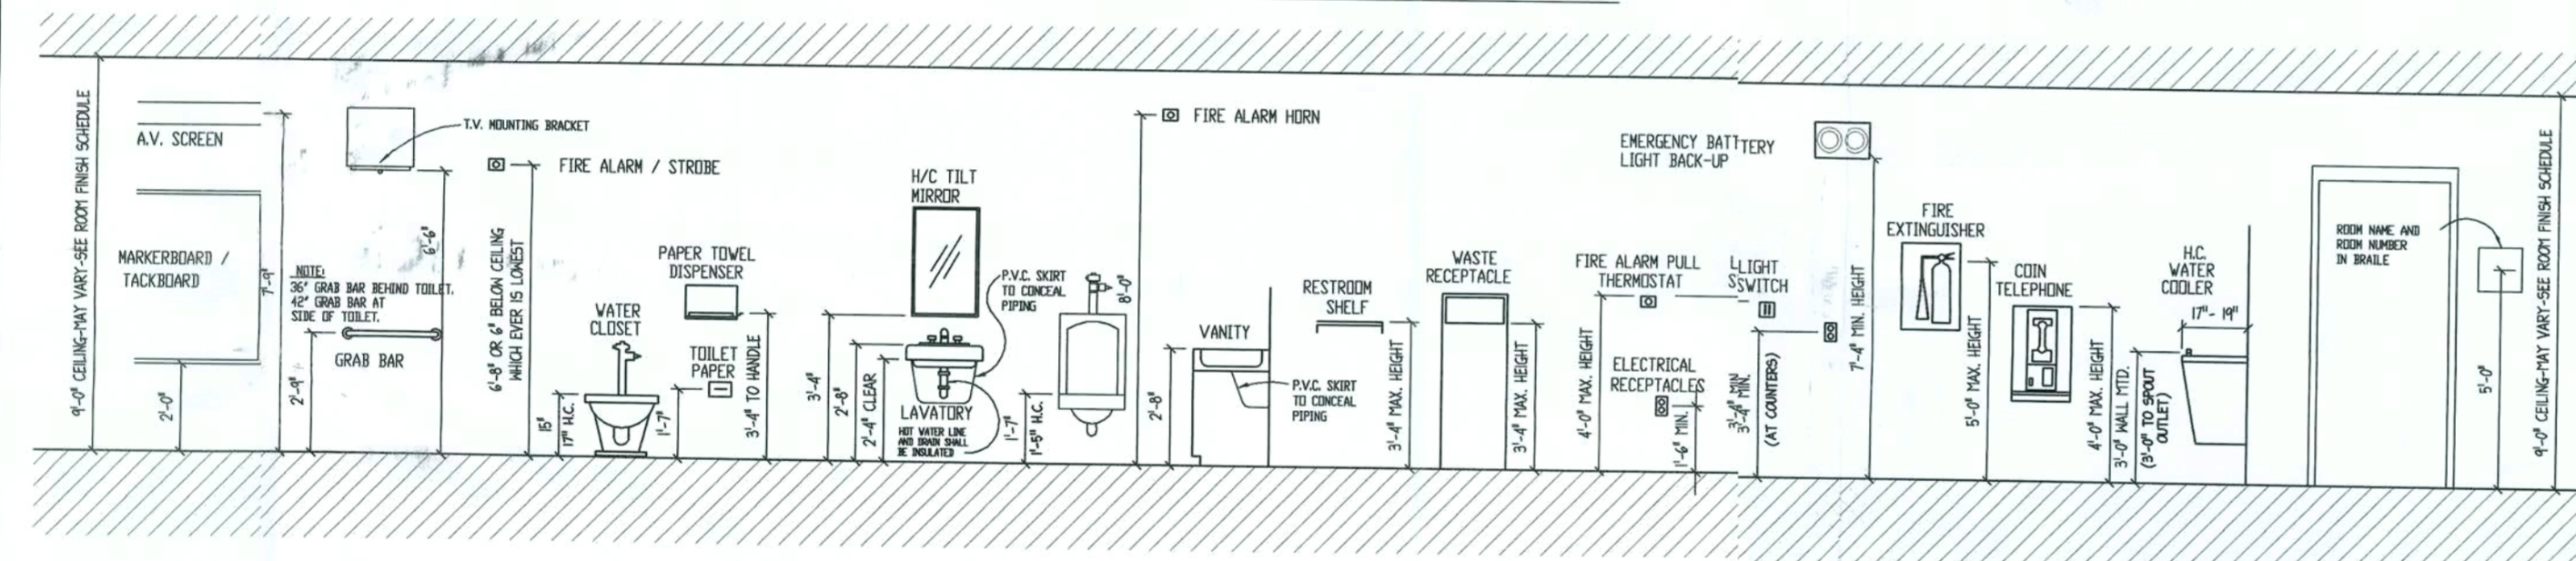 9'-0" CEILING-MAY VARY-SEE ROOM FINISH SCHEDULE
A.V. SCREEN
MARKERBOARD /
TACKBOARD
2'-0"
7'-9"
T.V. MOUNTING BRACKET
6'-6"
NOTE:
36" GRAB BAR BEHIND TOILET.
42" GRAB BAR AT
SIDE OF TOILET.
GRAB BAR
2'-9"
FIRE ALARM / STROBE
6'-8" OR 6" BELOW CEILING
WHICH EVER IS LOWEST
WATER
CLOSET
15"
17" H.C.
PAPER TOWEL
DISPENSER
TOILET
PAPER
1'-7"
3'-4" TO HANDLE
H/C TILT
MIRROR
3'-4"
2'-8"
2'-4" CLEAR
LAVATORY
HOT WATER LINE
AND DRAIN SHALL
BE INSULATED
P.V.C. SKIRT
TO CONCEAL
PIPING
1'-7"
1'-5" H.C.
8'-0"
FIRE ALARM HORN
VANITY
2'-8"
P.V.C. SKIRT
TO CONCEAL
PIPING
RESTROOM
SHELF
3'-4" MAX. HEIGHT
WASTE
RECEPTACLE
3'-4" MAX. HEIGHT
FIRE ALARM PULL
THERMOSTAT
4'-0" MAX. HEIGHT
ELECTRICAL
RECEPTACLES
1'-6" MIN.
EMERGENCY BATTTERY
LIGHT BACK-UP
LLIGHT
SSWITCH
3'-4" MIN
3'-4" MIN.
(AT COUNTERS)
7'-4" MIN. HEIGHT
FIRE
EXTINGUISHER
5'-0" MAX. HEIGHT
COIN
TELEPHONE
4'-0" MAX. HEIGHT
3'-0" WALL MTD.
(3'-0" TO SPOUT
OUTLET)
H.C.
WATER
COOLER
17"- 19"
ROOM NAME AND
ROOM NUMBER
IN BRAILE
5'-0"
9'-0" CEILING-MAY VARY-SEE ROOM FINISH SCHEDULE